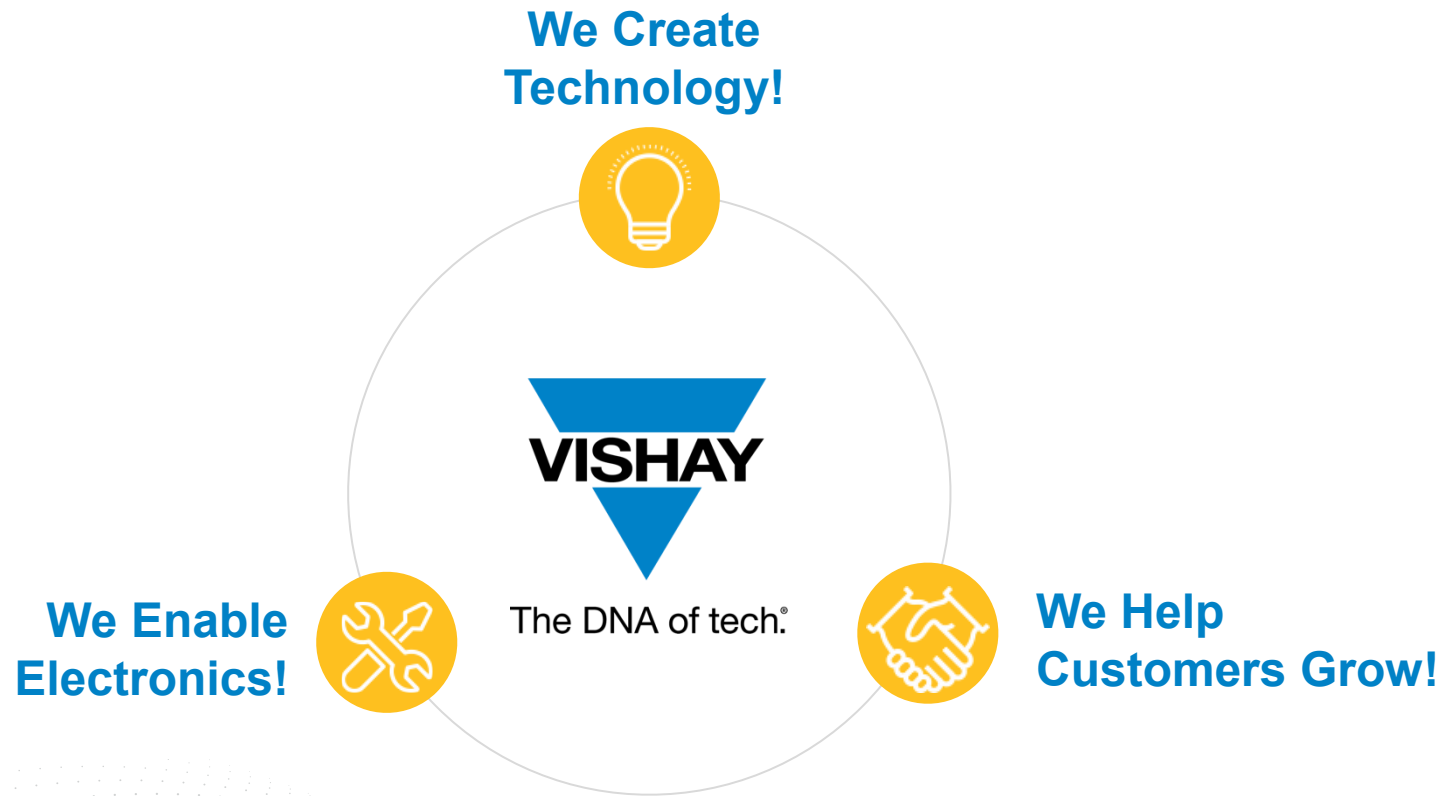 We Create
Technology!
VISHAY
The DNA of tech.®
We Enable
Electronics!
We Help
Customers Grow!